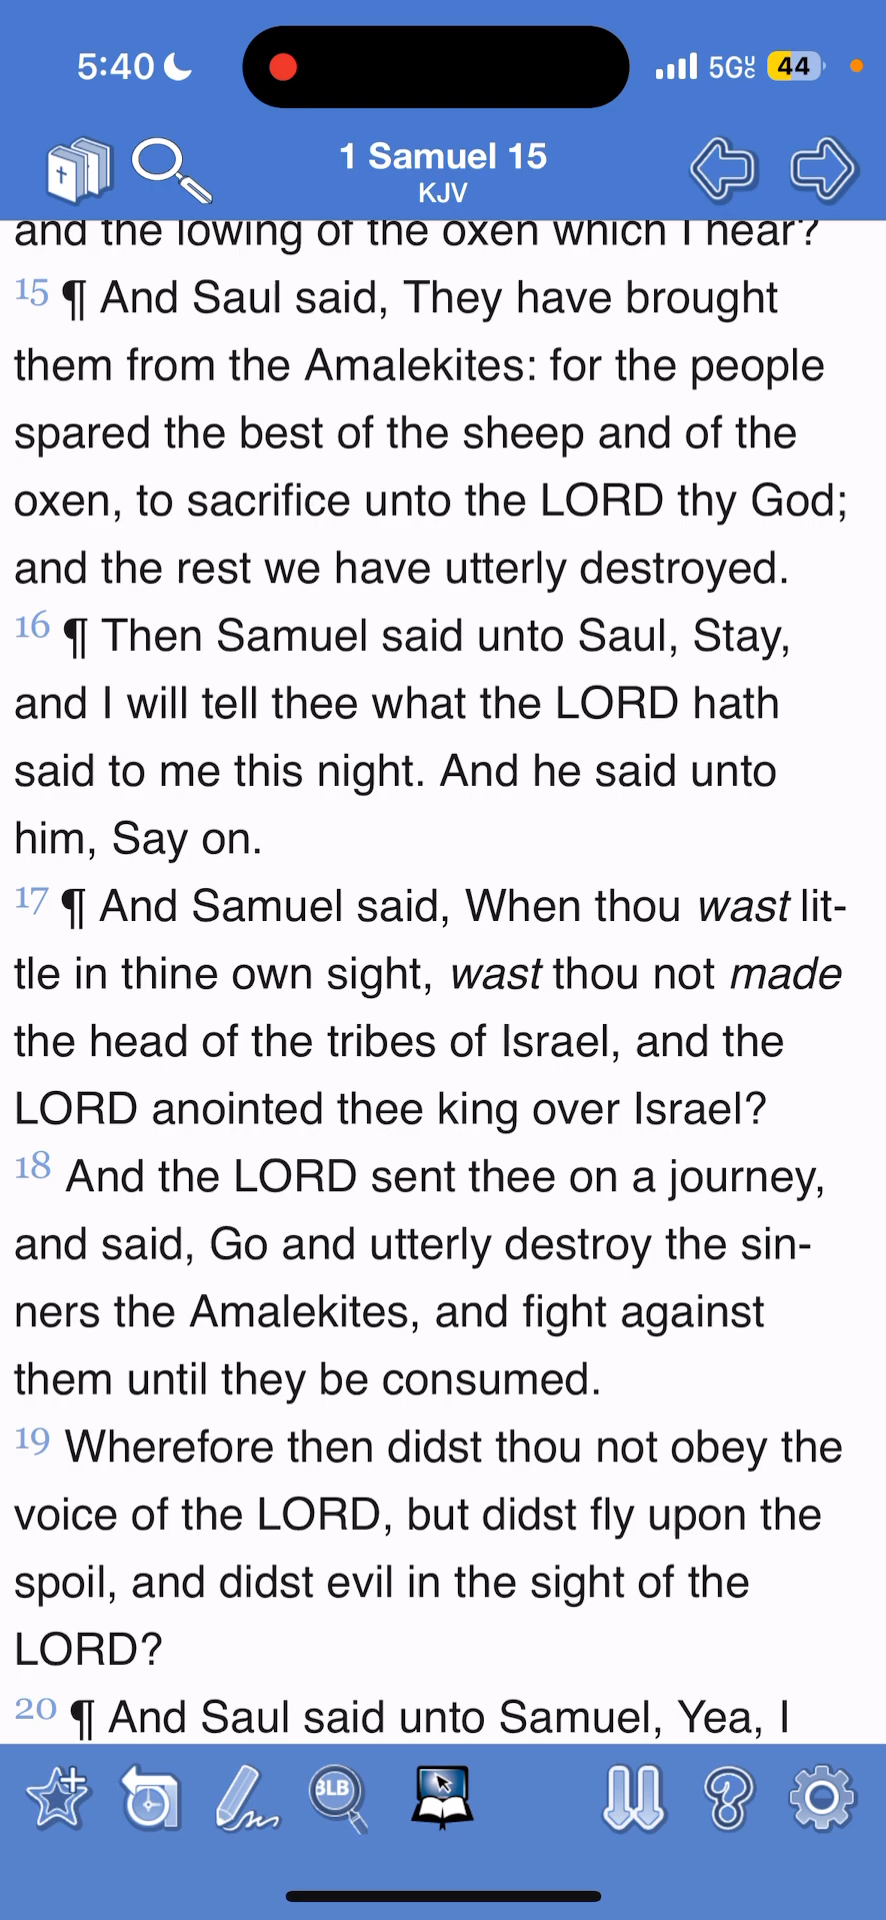 5:40
5G
44
1 Samuel 15
KJV
and the lowing of the oxen which I hear?
15 ¶ And Saul said, They have brought
them from the Amalekites: for the people
spared the best of the sheep and of the
oxen, to sacrifice unto the LORD thy God;
and the rest we have utterly destroyed.
16 ¶ Then Samuel said unto Saul, Stay,
and I will tell thee what the LORD hath
said to me this night. And he said unto
him, Say on.
17 ¶ And Samuel said, When thou wast lit-
tle in thine own sight, wast thou not made
the head of the tribes of Israel, and the
LORD anointed thee king over Israel?
18 And the LORD sent thee on a journey,
and said, Go and utterly destroy the sin-
ners the Amalekites, and fight against
them until they be consumed.
19 Wherefore then didst thou not obey the
voice of the LORD, but didst fly upon the
spoil, and didst evil in the sight of the
LORD?
20 ¶ And Saul said unto Samuel, Yea, I
BLB